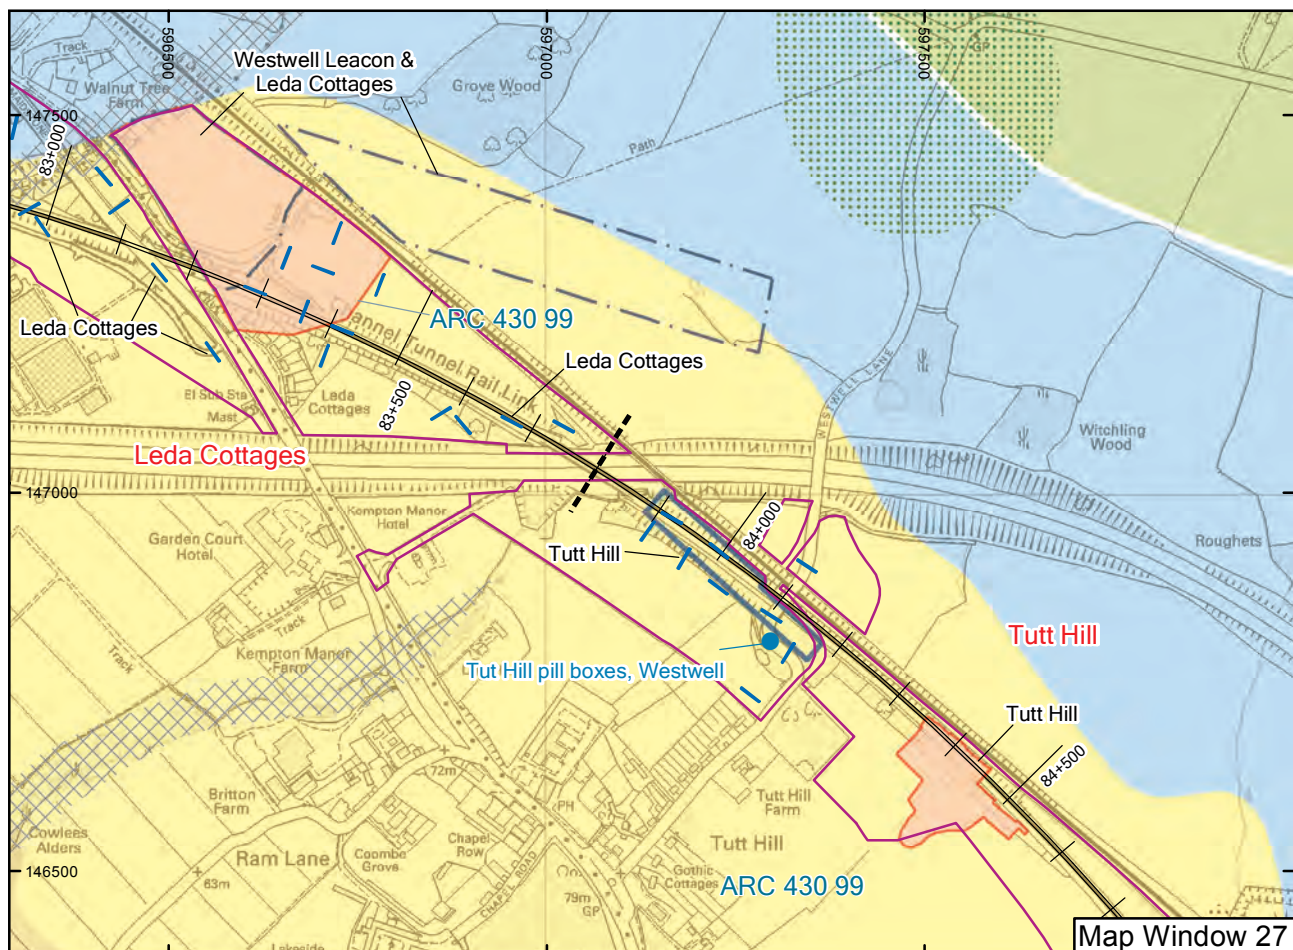 596500
597000
597500
GP
Track
Westwell Leacon &
Leda Cottages
Walnut Tree
Farm
Grove Wood
147500
83+000
Path
Leda Cottages
ARC 430 99
annel Tunnel Rail Link
Leda Cottages
El Sub Sta
Mast
Leda
Cottages
83+500
WESTWELL LANE
Witchling
Wood
Leda Cottages
147000
Kempton Manor
Hotel
84+000
Garden Court
Hotel
Tutt Hill
Roughets
Track
Kempton Manor
Farm
Track
Tutt Hill
Tut Hill pill boxes, Westwell
Tutt Hill
84+500
72m
Britton
Farm
PH
Tutt Hill
Farm
Cowlees
Alders
Chapel
Row
Tutt Hill
Ram Lane
Coombe
Grove
146500
63m
CHAPEL ROAD
Gothic
Cottages
ARC 430 99
79m
GP
Lakeside
Map Window 27